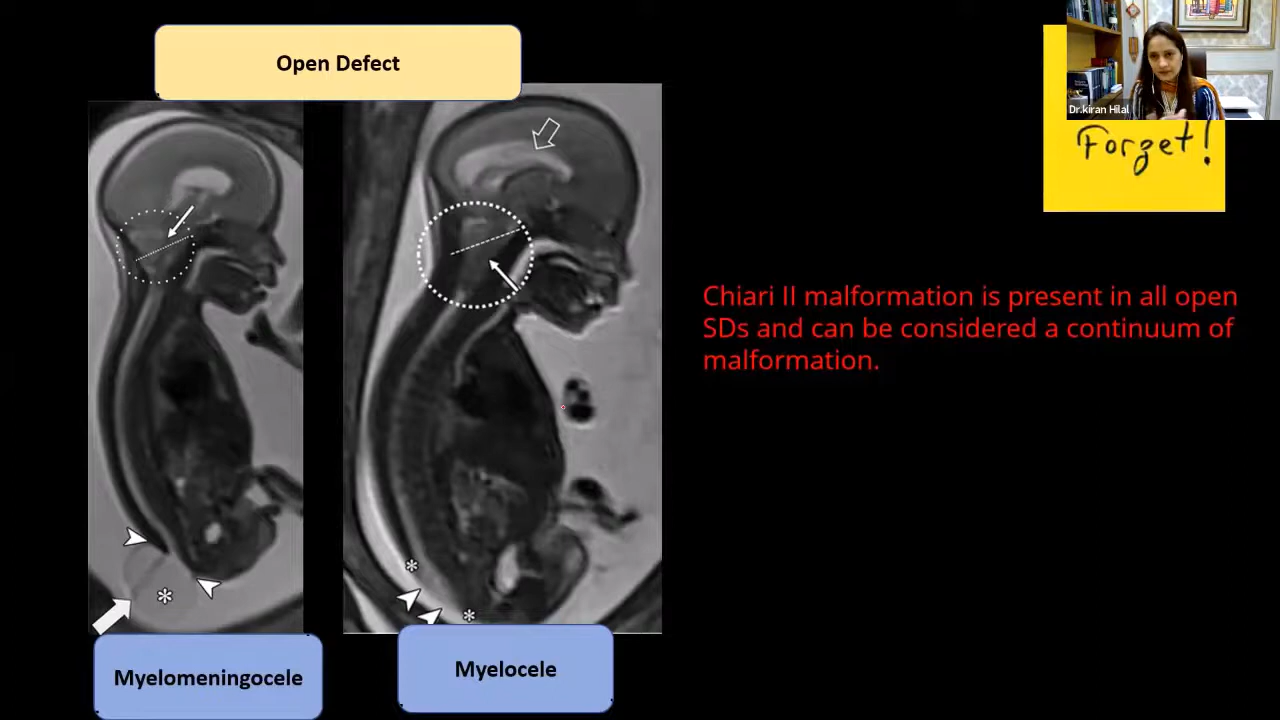 Open Defect
Dr.kiran Hilal
Forget!
Chiari II malformation is present in all open
SDs and can be considered a continuum of
malformation.
*
*
*
Myelomeningocele
Myelocele